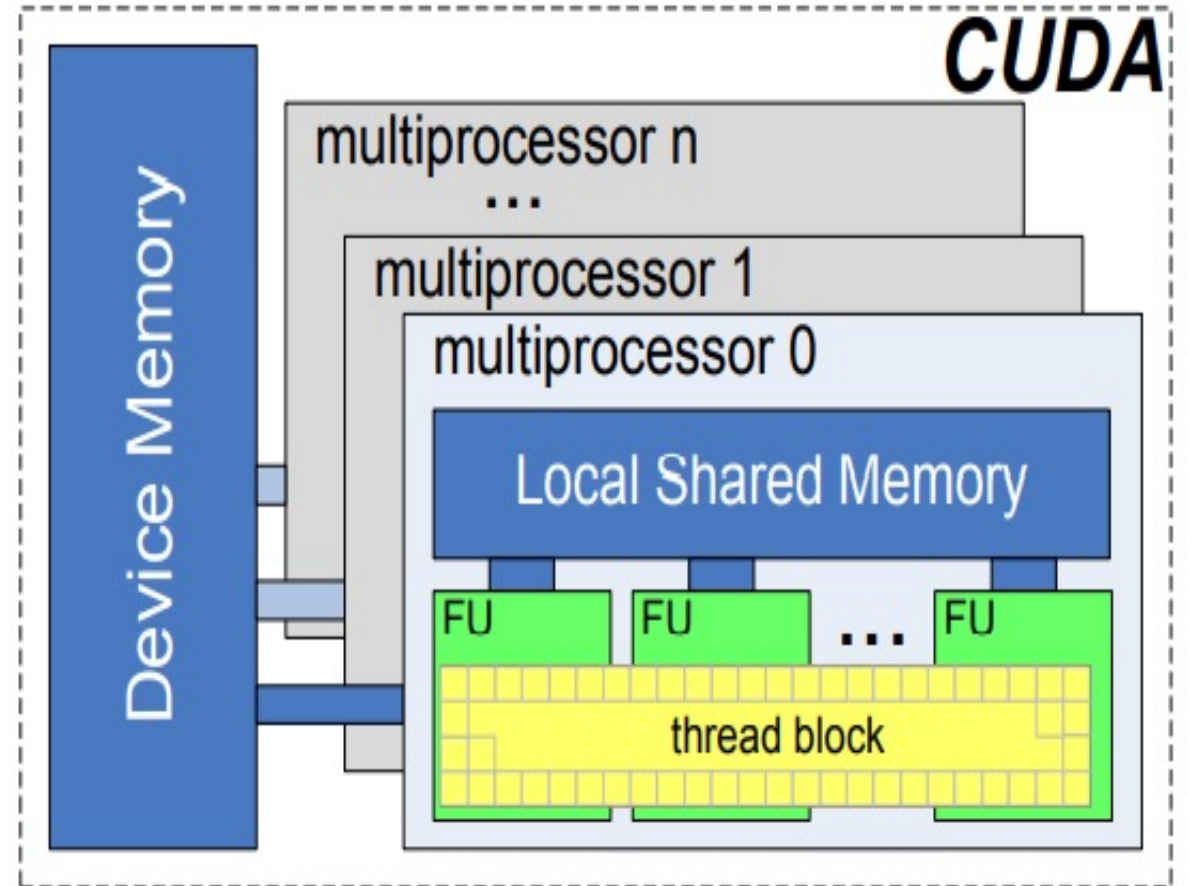 CUDA
Device Memory
multiprocessor n
...
multiprocessor 1
multiprocessor 0
Local Shared Memory
FU
FU
...
FU
thread block